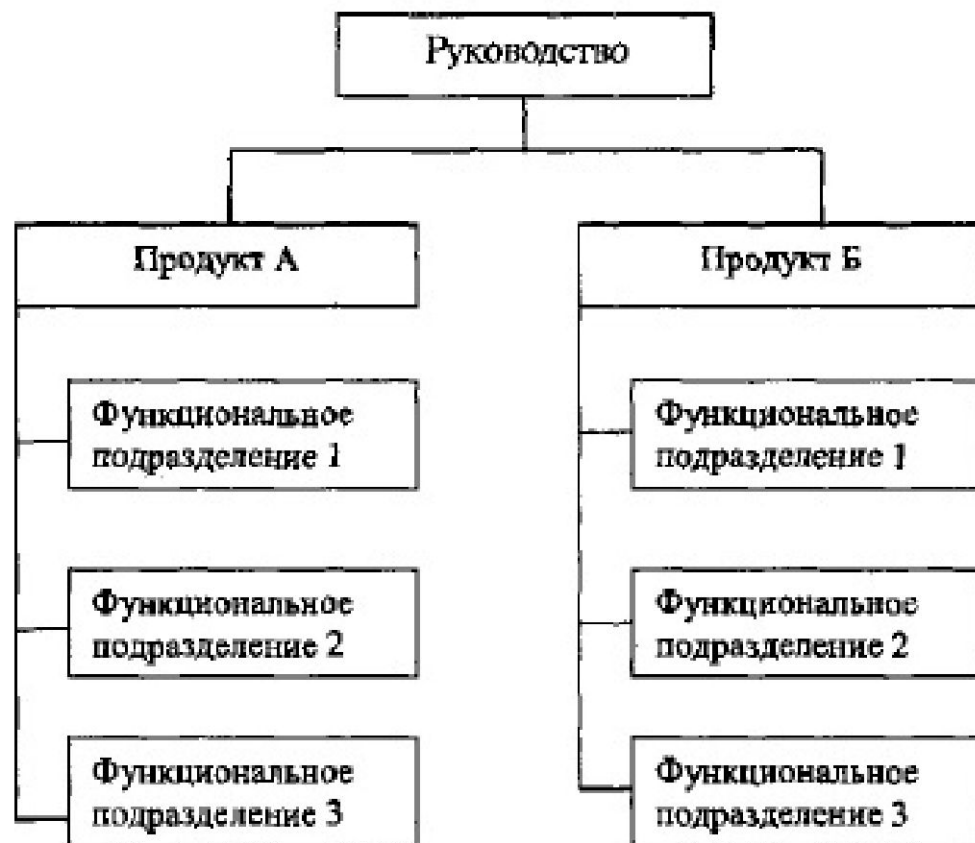 Руководство
Продукт А
Функциональное
подразделение 1
Функциональное
подразделение 2
Функциональное
подразделение 3
Продукт Б
Функциональное
подразделение 1
Функциональное
подразделение 2
Функциональное
подразделение 3